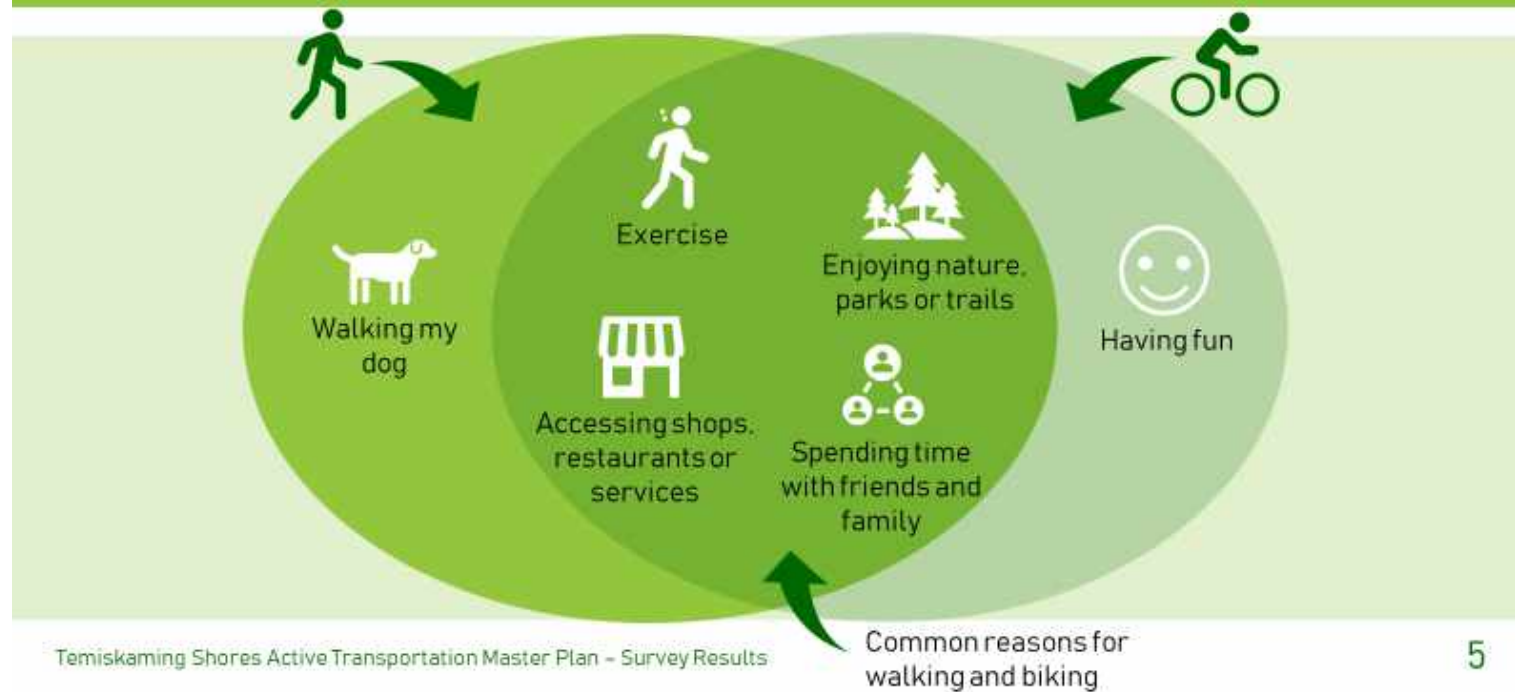 Exercise
Enjoying nature,
parks or trails
Walking my
dog
Having fun
Accessing shops,
restaurants or
services
Spending time
with friends and
family
Common reasons for
walking and biking
Temiskaming Shores Active Transportation Master Plan – Survey Results
5